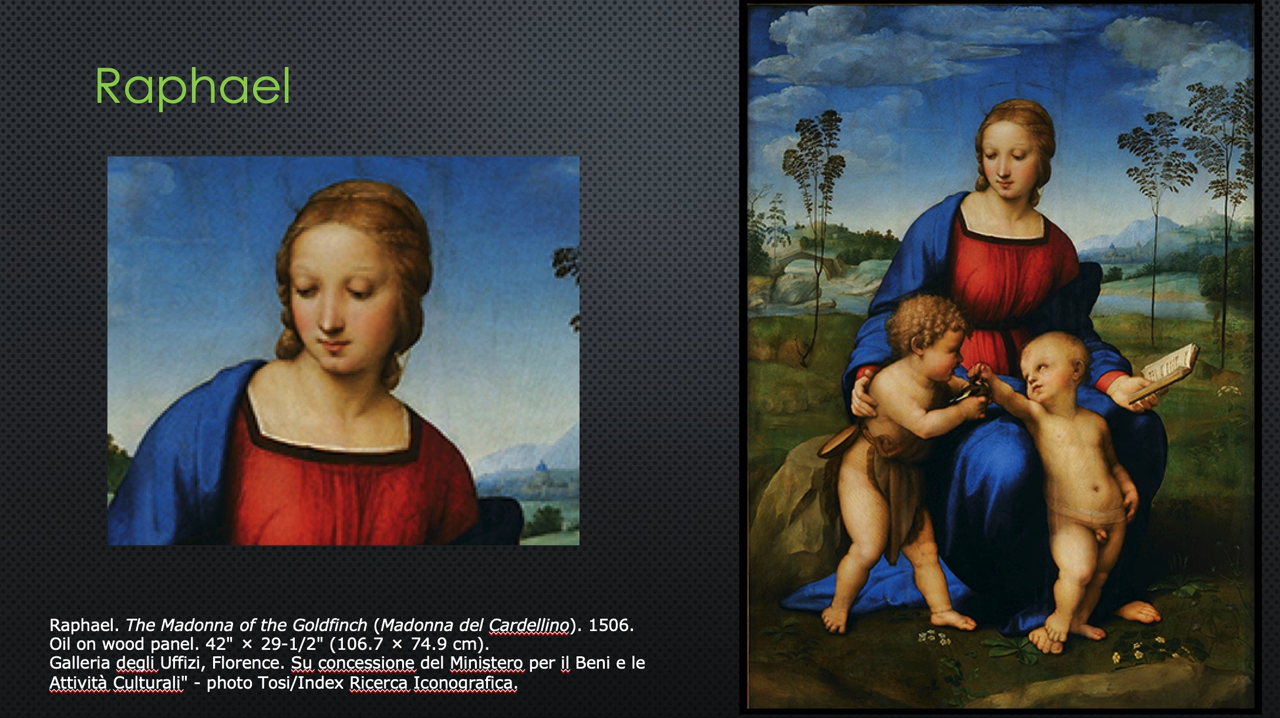 Raphael
Raphael. The Madonna of the Goldfinch (Madonna del Cardellino). 1506.
Oil on wood panel. 42" × 29-1/2" (106.7 × 74.9 cm).
Galleria degli Uffizi, Florence. Su concessione del Ministero per il Beni e le
Attività Culturali" - photo Tosi/Index Ricerca Iconografica.